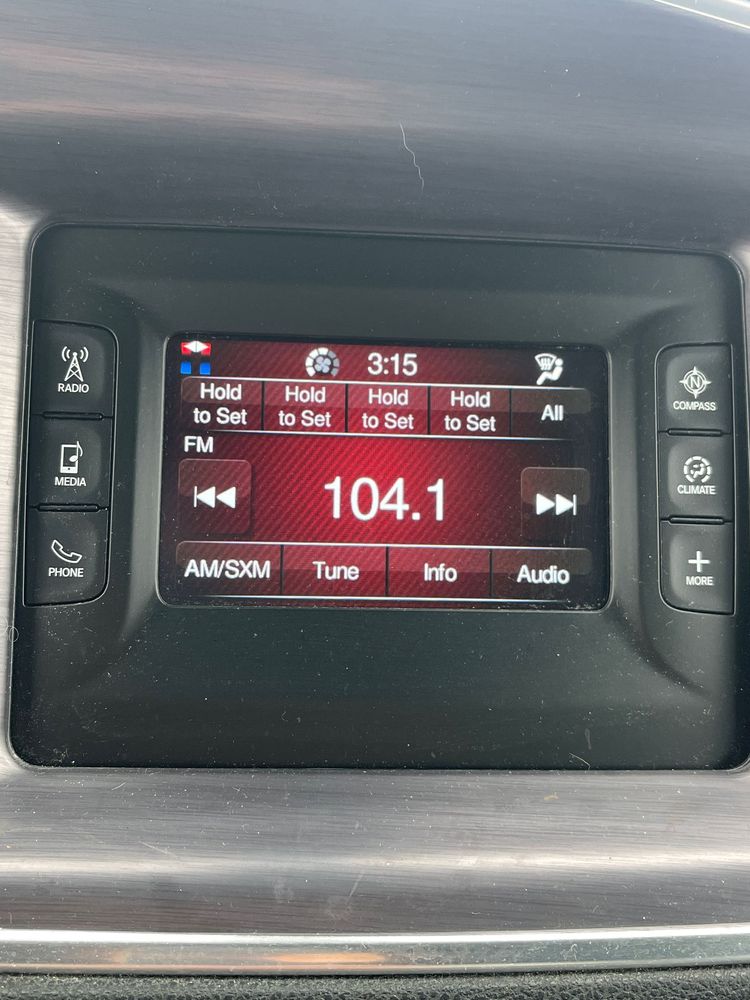 3:15
Hold Hold Hold Hold All
to Set to Set to Set to Set
FM
104.1
AM/SXM Tune Info Audio
RADIO
MEDIA
PHONE
N
COMPASS
CLIMATE
MORE